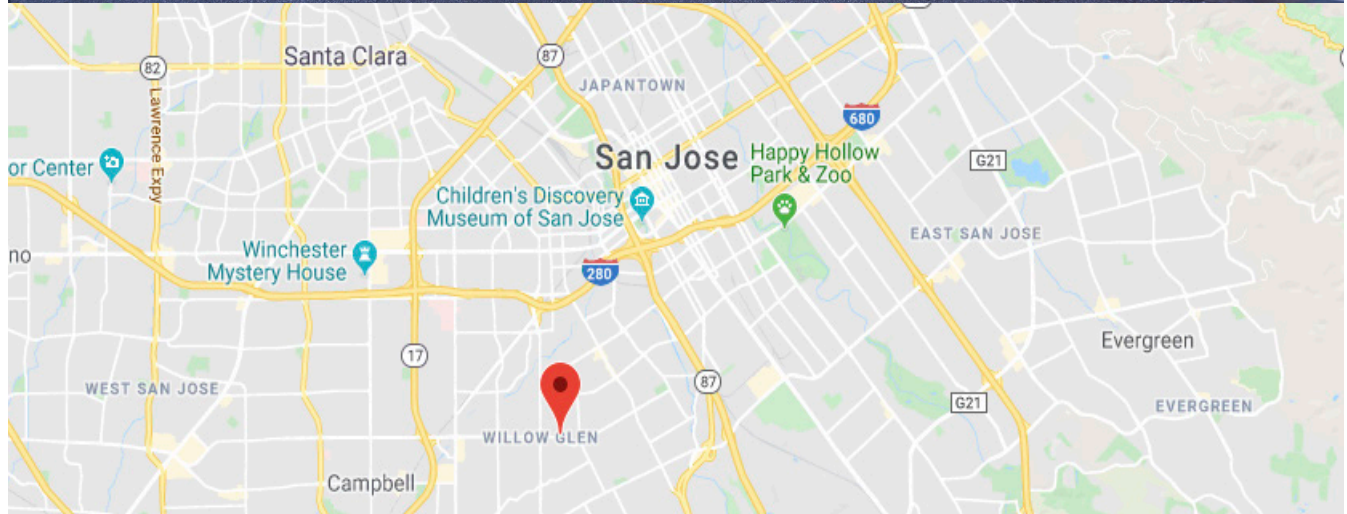 Santa Clara
87
82
JAPANTOWN
Lawrence Expy
680
San Jose
Happy Hollow
Park & Zoo
G21
or Center
Children's Discovery
Museum of San Jose
EAST SAN JOSE
no
Winchester
Mystery House
280
17
Evergreen
87
WEST SAN JOSE
G21
EVERGREEN
WILLOW GLEN
Campbell